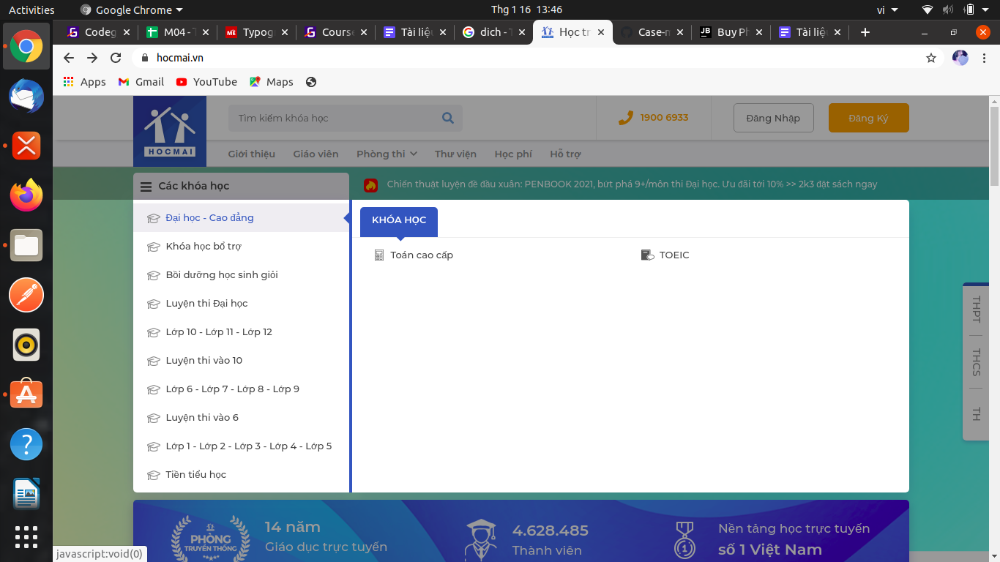 Activities Google Chrome Thg 1 16 13:46 vi
Codeg M04 - T Typogr Course Tài liệu dich - T Học tr Case-m Buy Ph Tài liệ
hocmai.vn
Apps Gmail YouTube Maps
HOCMAI
Tìm kiếm khóa học
1900 6933
Đăng Nhập
Đăng Ký
Giới thiệu Giáo viên Phòng thi Thư viện Học phí Hỗ trợ
Các khóa học
Chiến thuật luyện đề đầu xuân: PENBOOK 2021, bứt phá 9+/môn thi Đại học. Ưu đãi tới 10% >> 2k3 đặt sách ngay
Đại học - Cao đẳng
Khóa học bổ trợ
Bồi dưỡng học sinh giỏi
Luyện thi Đại học
Lớp 10 - Lớp 11 - Lớp 12
Luyện thi vào 10
Lớp 6 - Lớp 7 - Lớp 8 - Lớp 9
Luyện thi vào 6
Lớp 1 - Lớp 2 - Lớp 3 - Lớp 4 - Lớp 5
Tiền tiểu học
KHÓA HỌC
Toán cao cấp
TOEIC
THPT
THCS
TH
PHÒNG
TRUYỀN THỐNG
14 năm
Giáo dục trực tuyến
4.628.485
Thành viên
Nền tảng học trực tuyến
số 1 Việt Nam
javascript:void(0)